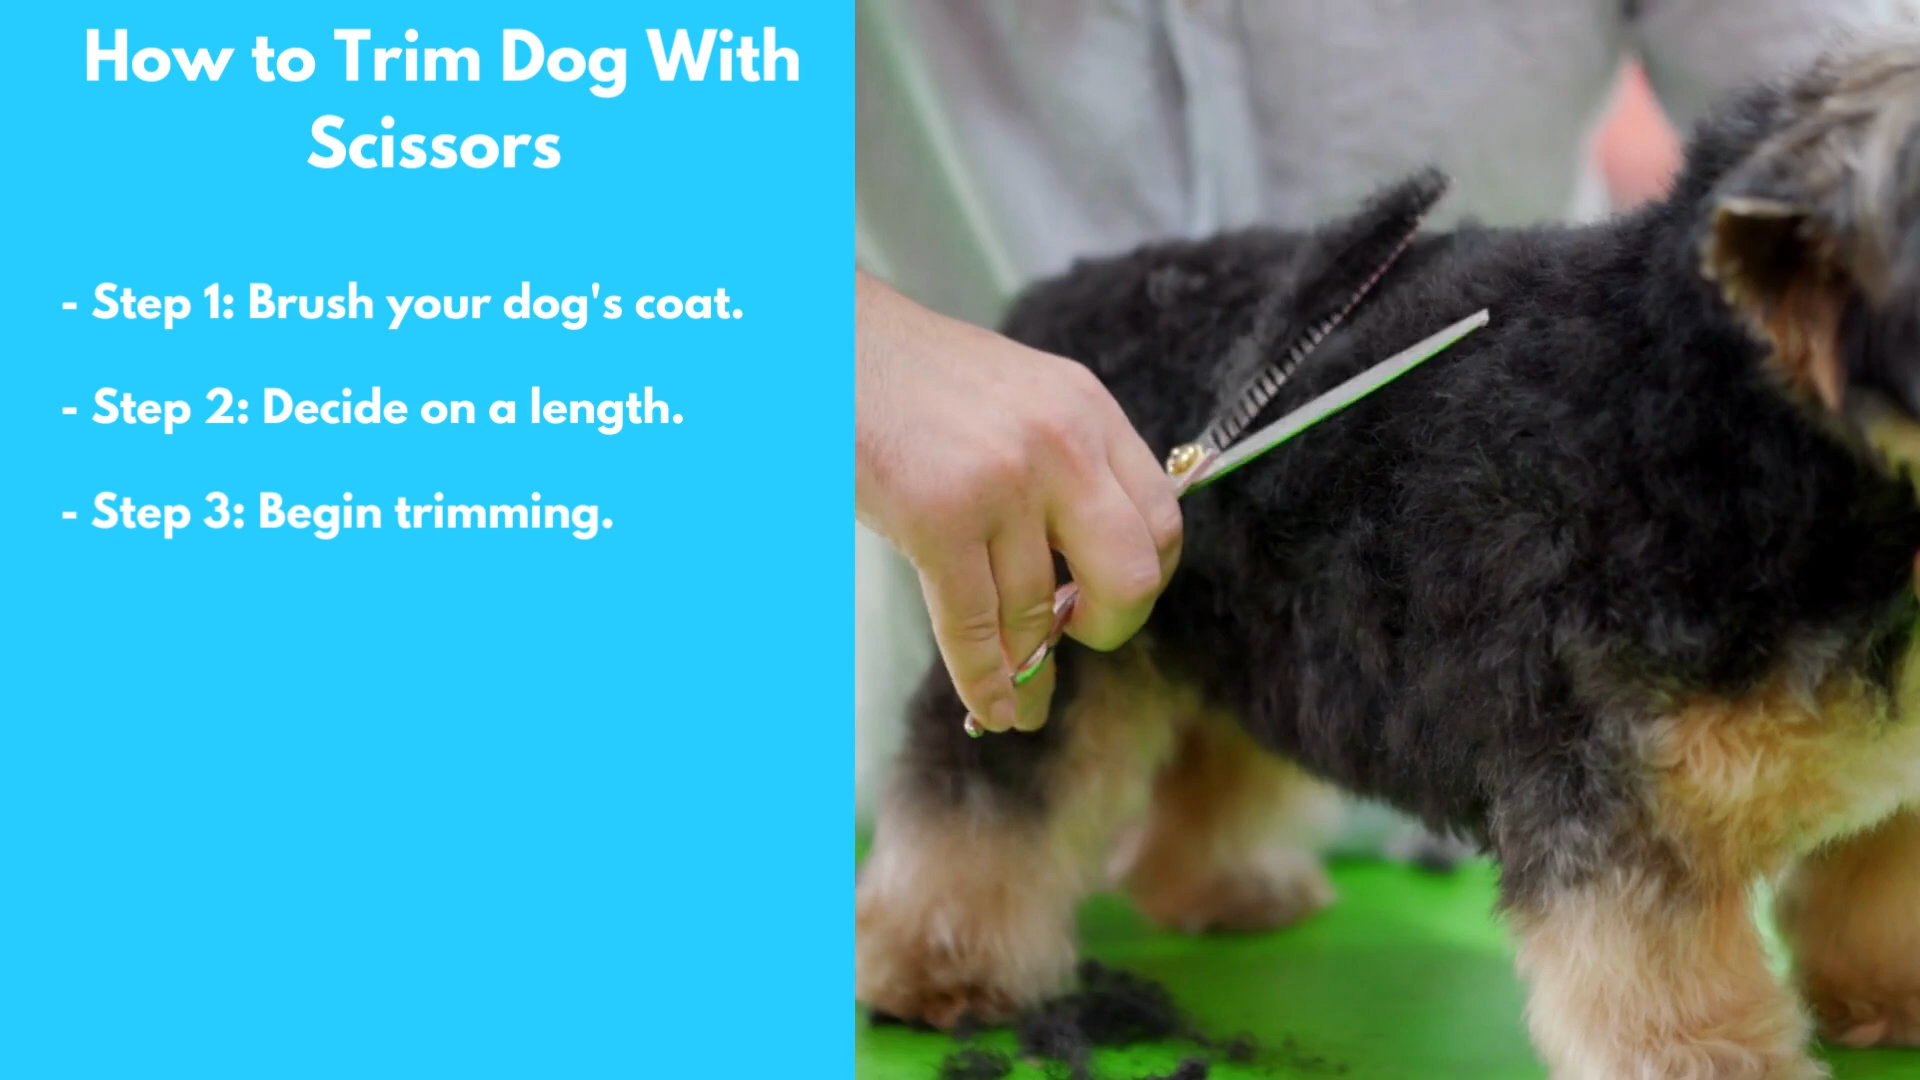 How to Trim Dog With
Scissors
- Step 1: Brush your dog's coat.
- Step 2: Decide on a length.
- Step 3: Begin trimming.